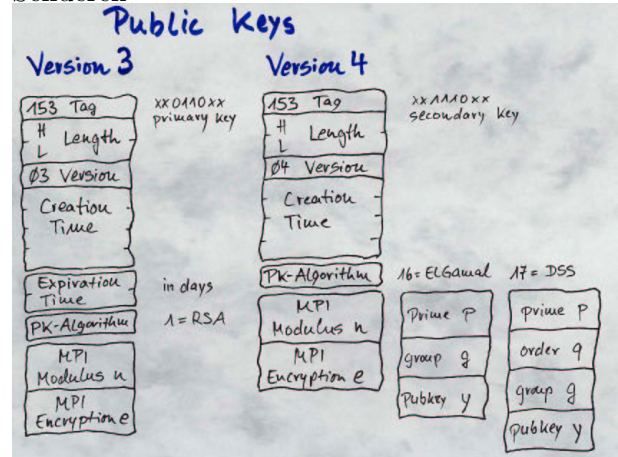 Public Keys
Version 3
153 Tag
xx0110xx
primary key
H
Length
L
Ø3 Version
Creation
Time
Expiration
Time
in days
PK-Algorithm
1=RSA
MPI
Modulus n
MPI
Encryption e
Version 4
153 Tag
xx1110xx
secondary key
H
Length
L
Ø4 Version
Creation
Time
PK-Algorithm
MPI
Modulus n
MPI
Encryption e
16=ELGamal
Prime p
group g
Pubkey y
17= DSS
prime p
order q
group g
pubkey y